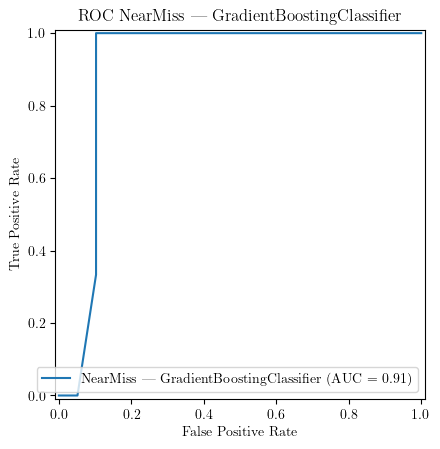 ROC NearMiss — GradientBoostingClassifier
1.0
0.8
0.6
0.4
0.2
0.0
True Positive Rate
NearMiss — GradientBoostingClassifier (AUC = 0.91)
0.0 0.2 0.4 0.6 0.8 1.0
False Positive Rate